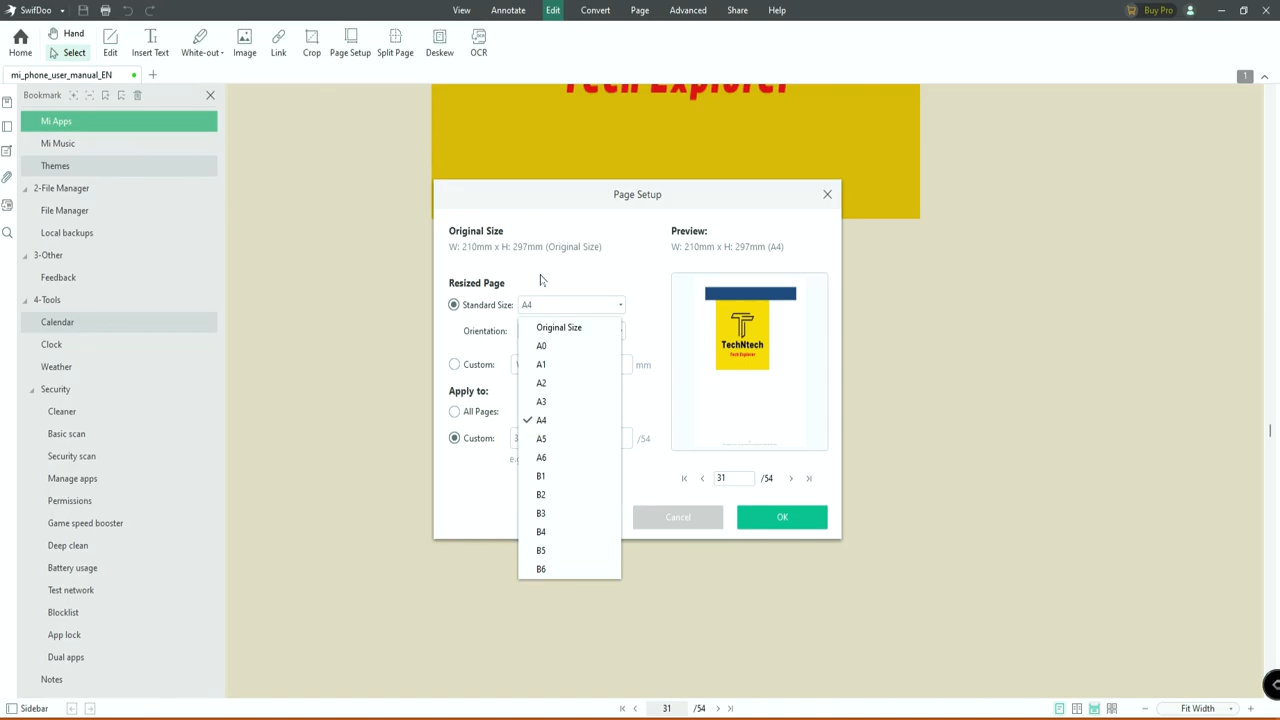 SwifDoo
View
Annotate
Edit
Convert
Page
Advanced
Share
Help
Buy Pro
Home
Hand
Select
Edit
Insert Text
White-out
Image
Link
Crop
Page Setup
Split Page
Deskew
OCR
mi_phone_user_manual_EN
1
Bookmark
Mi Apps
Mi Music
Themes
2-File Manager
File Manager
Local backups
3-Other
Feedback
4-Tools
Calendar
Clock
Weather
Security
Cleaner
Basic scan
Security scan
Manage apps
Permissions
Game speed booster
Deep clean
Battery usage
Test network
Blocklist
App lock
Dual apps
Notes
Tech Explorer
Page Setup
Original Size
W: 210mm x H: 297mm (Original Size)
Resized Page
Standard Size: A4
Orientation:
Custom:
mm
Apply to:
All Pages:
Custom: 3
/54
e.
Original Size
A0
A1
A2
A3
A4
A5
A6
B1
B2
B3
B4
B5
B6
Preview:
W: 210mm x H: 297mm (A4)
TechNtech
Tech Explorer
31 /54
Cancel
OK
Sidebar
31 /54
Fit Width